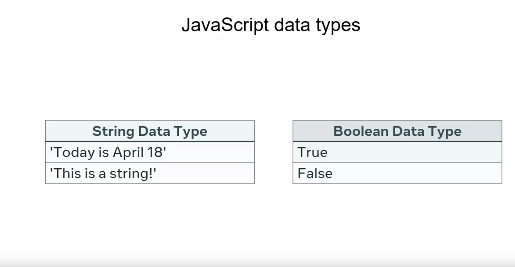 JavaScript data types
String Data Type
'Today is April 18'
'This is a string!'
Boolean Data Type
True
False